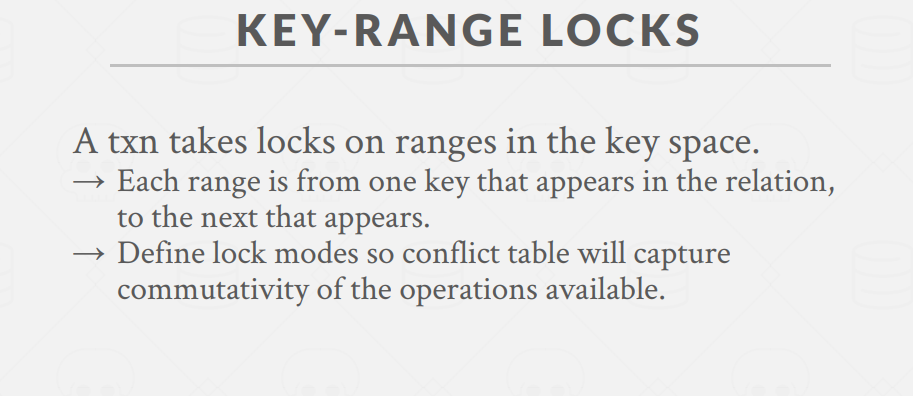 KEY-RANGE LOCKS
A txn takes locks on ranges in the key space.
→ Each range is from one key that appears in the relation,
to the next that appears.
→ Define lock modes so conflict table will capture
commutativity of the operations available.